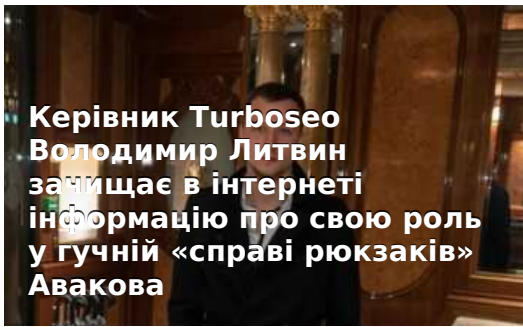 Керівник Turboseo
Володимир Литвин
зачищає в інтернеті
інформацію про свою роль
у гучній «справі рюкзаків»
Авакова